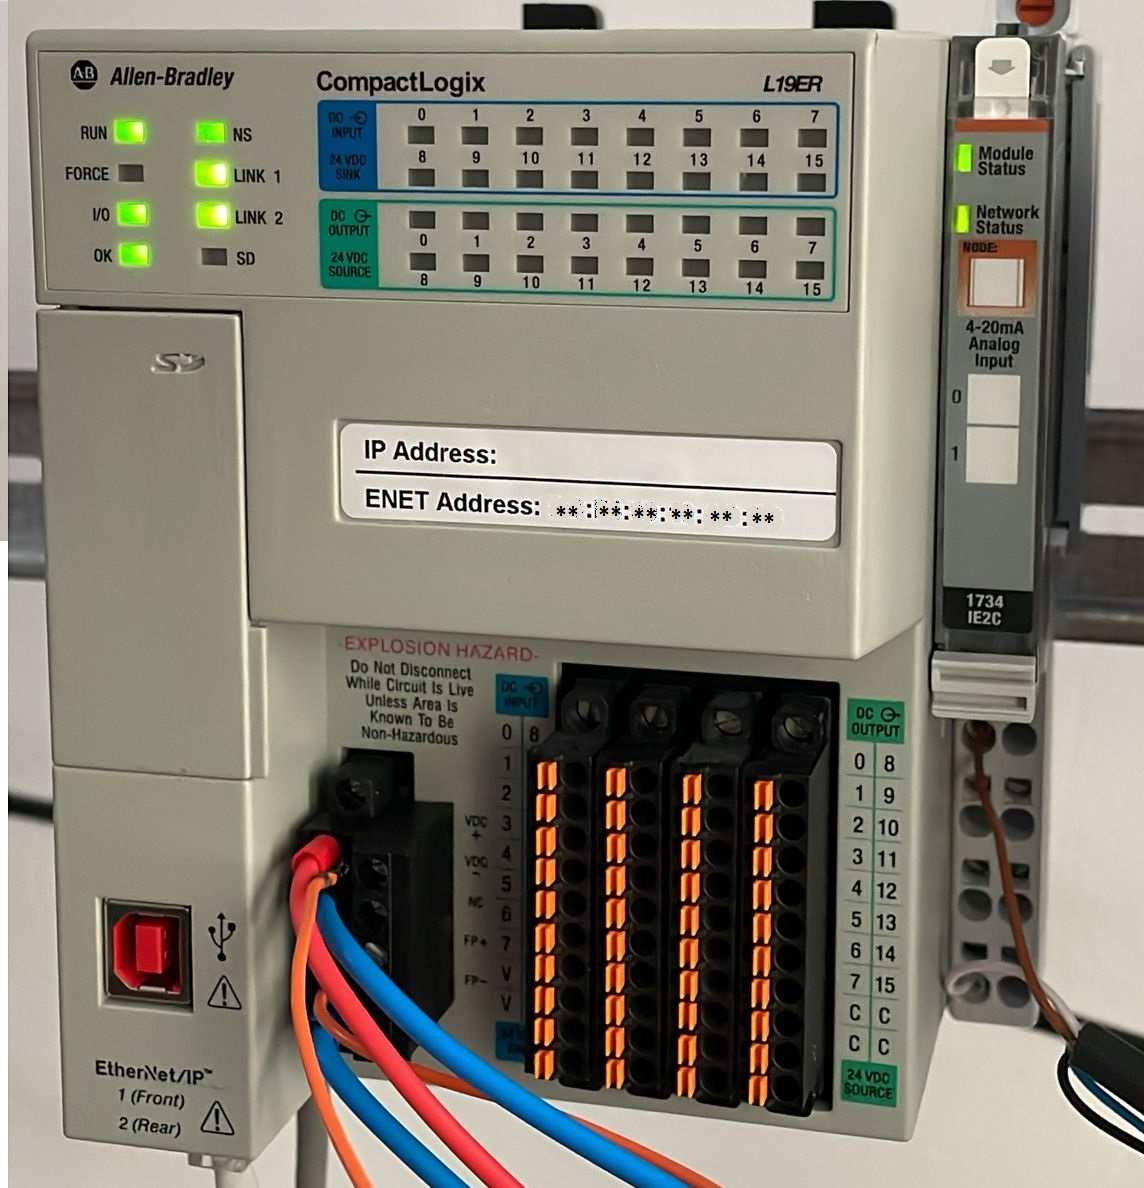 AB Allen-Bradley
CompactLogix
L19ER
RUN NS
FORCE LINK 1
I/O LINK 2
OK SD
DC INPUT
24 VDC SINK
0 1 2 3 4 5 6 7
8 9 10 11 12 13 14 15
DC OUTPUT
24 VDC SOURCE
0 1 2 3 4 5 6 7
8 9 10 11 12 13 14 15
Module
Status
Network
Status
NODE:
4-20mA
Analog
Input
0
1
1734
IE2C
SD
IP Address:
ENET Address: **:**:**:**:**:**
-EXPLOSION HAZARD-
Do Not Disconnect
While Circuit Is Live
Unless Area Is
Known To Be
Non-Hazardous
DC
INPUT
0 8
1
2
3
4
5
6
7
V
V
VDC
+
VDC
-
NC
FP+
FP-
DC
OUTPUT
0 8
1 9
2 10
3 11
4 12
5 13
6 14
7 15
C C
C C
24 VDC
SOURCE
EtherNet/IP™
1 (Front)
2 (Rear)